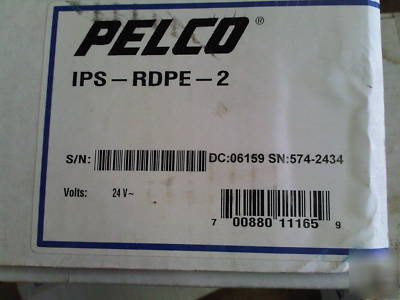 PELCO®
IPS-RDPE-2
S/N: DC:06159 SN:574-2434
Volts: 24 V~
7 00880 11165 9